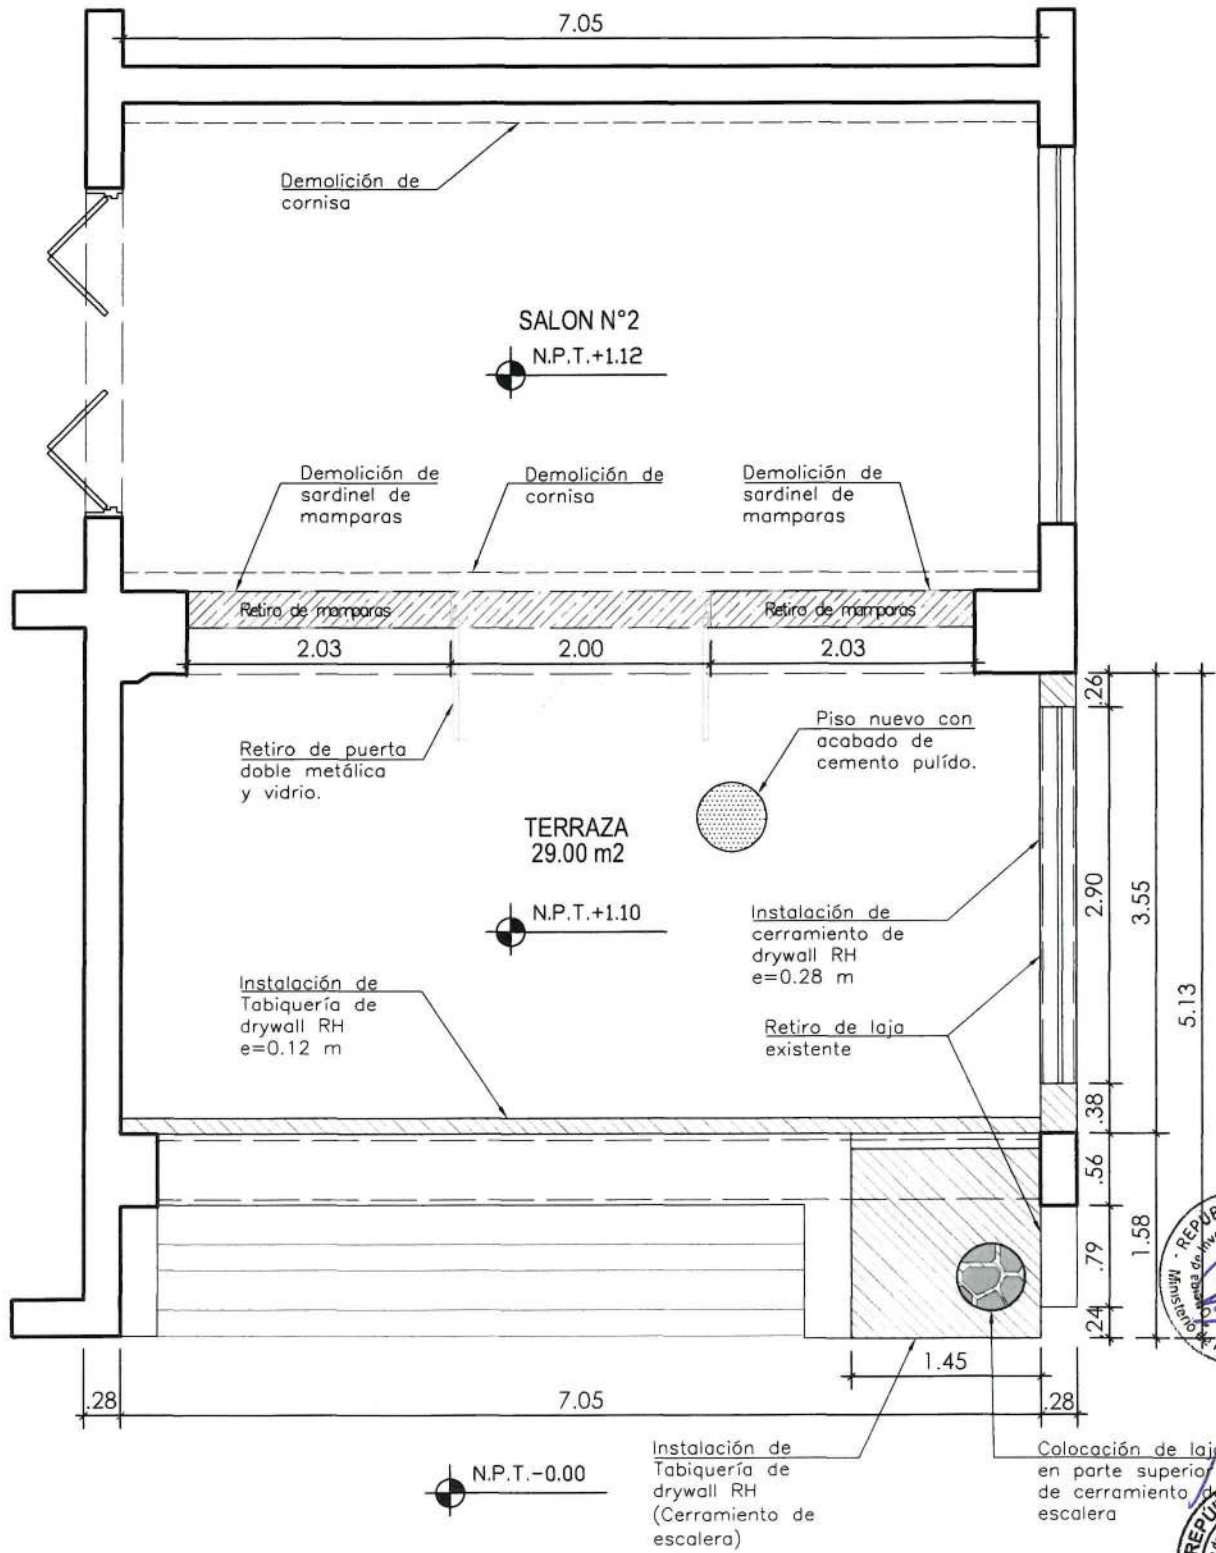 7.05
Demolición de
cornisa
SALON N°2
N.P.T.+1.12
Demolición de
sardinel de
mamparas
Demolición de
cornisa
Demolición de
sardinel de
mamparas
Retiro de mamparas
Retiro de mamparas
2.03
2.00
2.03
.26
Retiro de puerta
doble metálica
y vidrio.
Piso nuevo con
acabado de
cemento pulído.
TERRAZA
29.00 m2
N.P.T.+1.10
Instalación de
cerramiento de
drywall RH
e=0.28 m
2.90
3.55
5.13
Instalación de
Tabiquería de
drywall RH
e=0.12 m
Retiro de laja
existente
.38
.56
.79
1.58
.24
1.45
.28
7.05
.28
N.P.T.-0.00
Instalación de
Tabiquería de
drywall RH
(Cerramiento de
escalera)
Colocación de laj
en parte superior
de cerramiento d
escalera